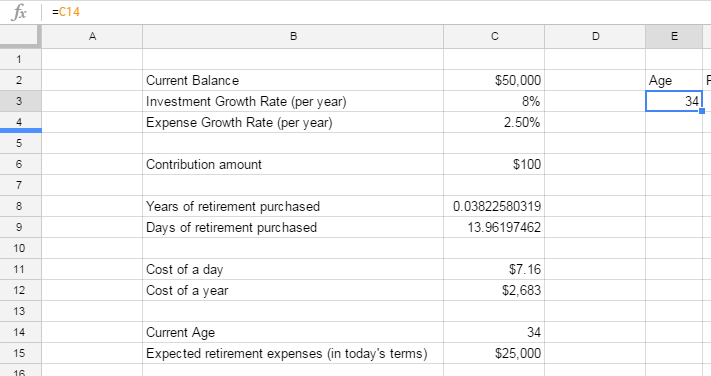 fx =C14
A B C D E
1
2 Current Balance $50,000 Age
3 Investment Growth Rate (per year) 8% 34
4 Expense Growth Rate (per year) 2.50%
5
6 Contribution amount $100
7
8 Years of retirement purchased 0.03822580319
9 Days of retirement purchased 13.96197462
10
11 Cost of a day $7.16
12 Cost of a year $2,683
13
14 Current Age 34
15 Expected retirement expenses (in today's terms) $25,000
16